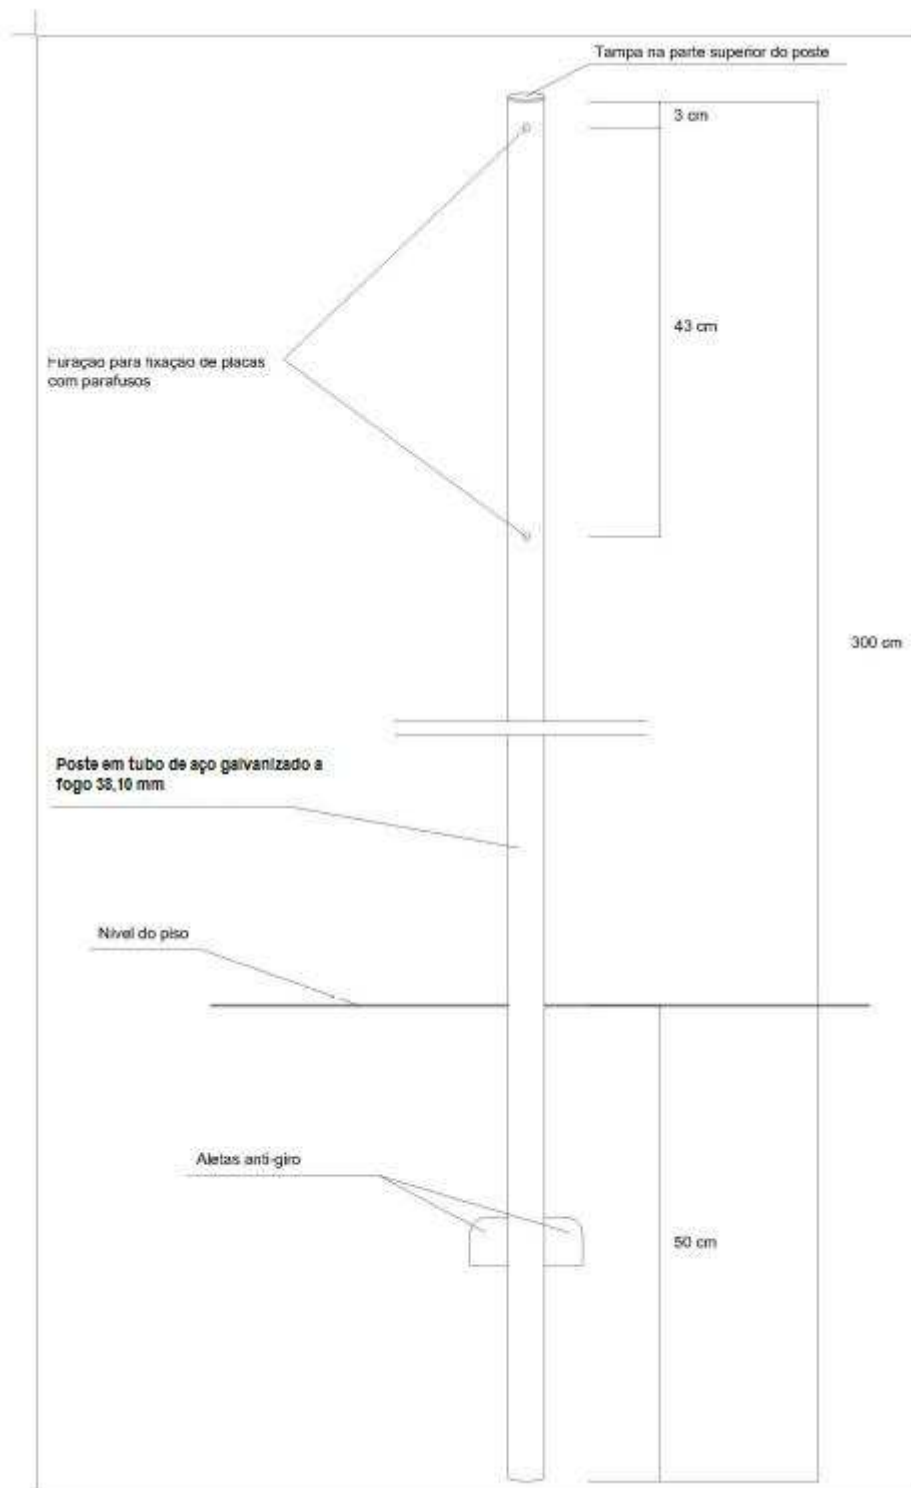 Tampa na parte superior do poste
3 cm
43 cm
Furação para fixação de placas
com parafusos
300 cm
Poste em tubo de aço galvanizado a
fogo 38,10 mm
Nível do piso
Aletas anti-giro
50 cm